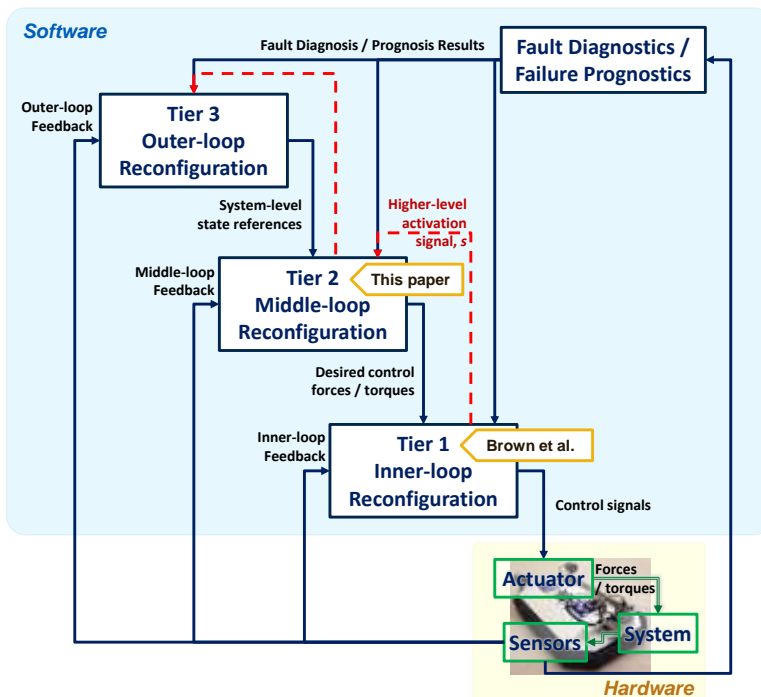 Software
Fault Diagnosis / Prognosis Results
Fault Diagnostics /
Failure Prognostics
Outer-loop
Feedback
Tier 3
Outer-loop
Reconfiguration
System-level
state references
Higher-level
activation
signal, s
Middle-loop
Feedback
Tier 2
Middle-loop
Reconfiguration
This paper
Desired control
forces / torques
Inner-loop
Feedback
Tier 1
Inner-loop
Reconfiguration
Brown et al.
Control signals
Actuator
Forces
/ torques
Sensors
System
Hardware